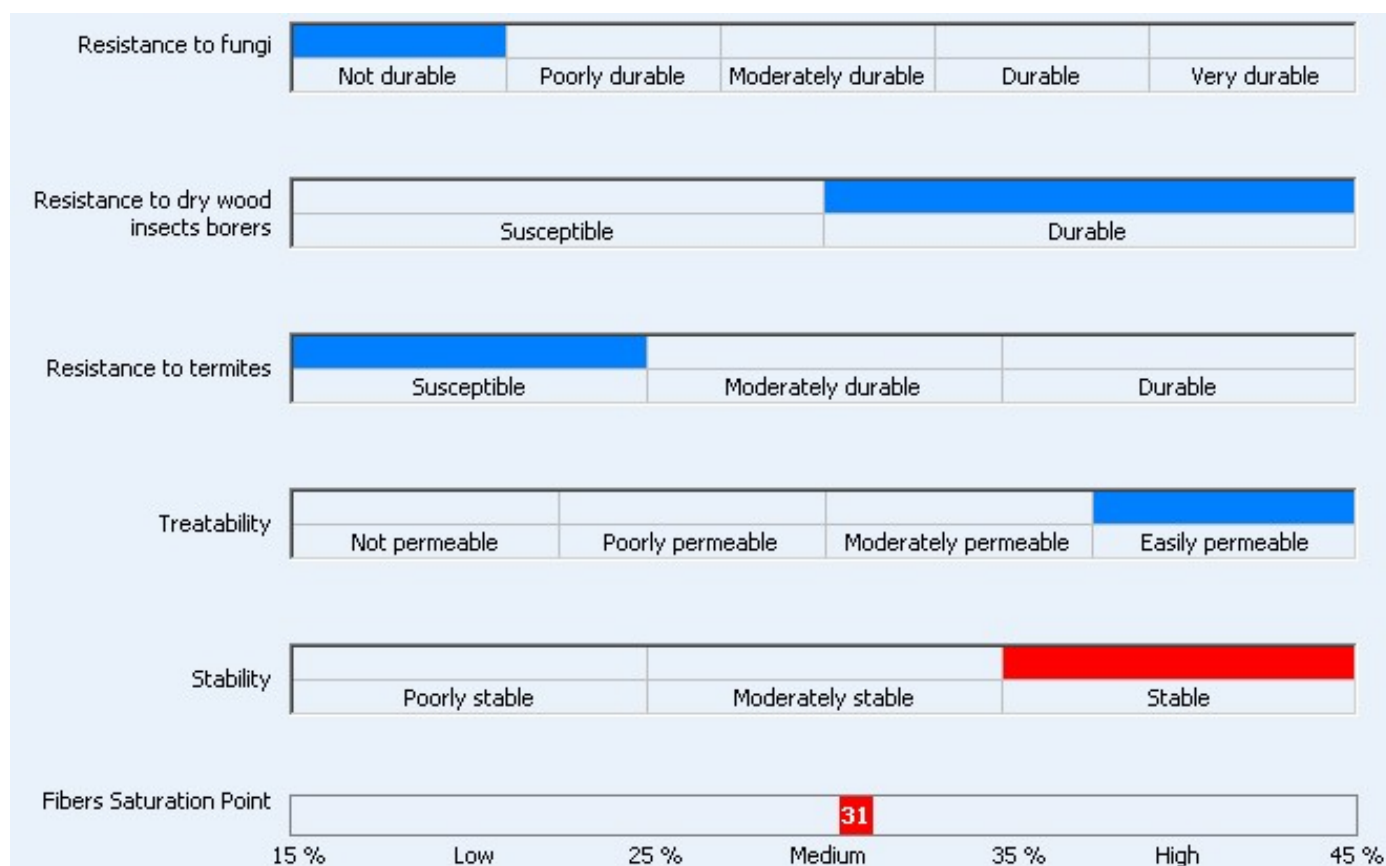 Resistance to fungi
Not durable Poorly durable Moderately durable Durable Very durable
Resistance to dry wood
insects borers
Susceptible Durable
Resistance to termites
Susceptible Moderately durable Durable
Treatability
Not permeable Poorly permeable Moderately permeable Easily permeable
Stability
Poorly stable Moderately stable Stable
Fibers Saturation Point
31
15 % Low 25 % Medium 35 % High 45 %